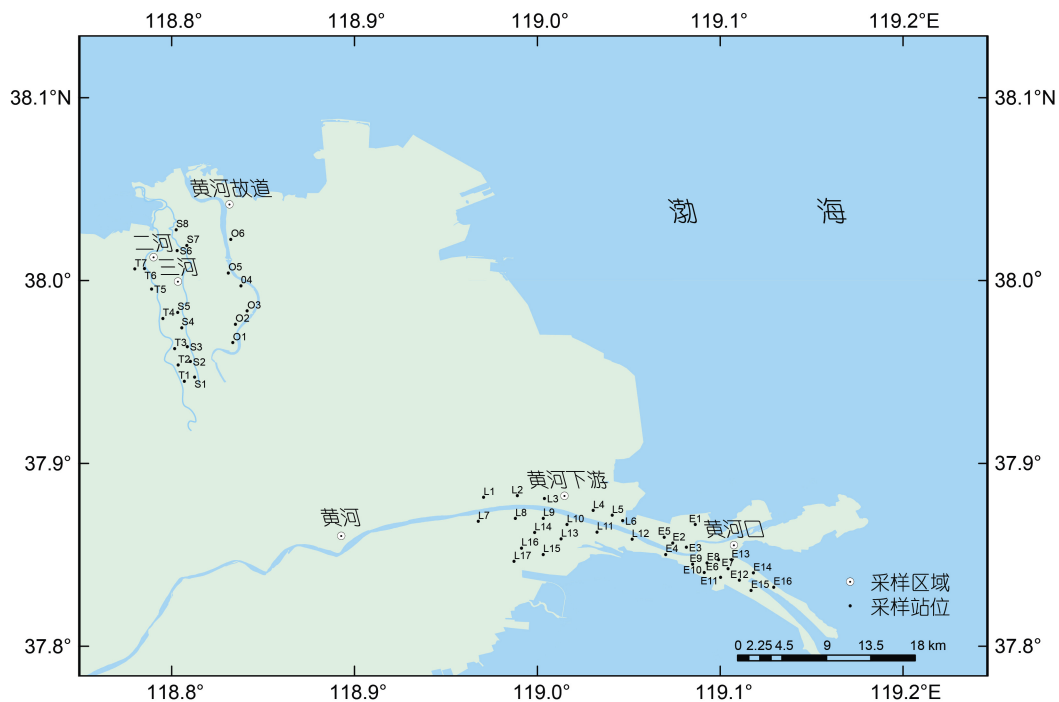 118.8° 118.9° 119.0° 119.1° 119.2°E
38.1°N 38.1°N
黄河故道
渤 海
S8
O6
二河 S7
S6
三河
T7 O5 38.0° 38.0°
T6 04
T5
S5 O3
T4 S4 O2
T3 S3 O1
T2 S2
T1 S1
37.9° 37.9°
黄河下游
L1 L2 L3 L4
黄河 L7 L8 L9 L10 L11 L5 L6 E1 黄河口
L14 L13 L12 E5 E2
L16 L15 E4 E3
L17 E9 E8 E7 E13
E10 E6 E12 E14
E11 E15 E16
采样区域
采样站位
0 2.25 4.5 9 13.5 18 km
37.8° 37.8°
118.8° 118.9° 119.0° 119.1° 119.2°E